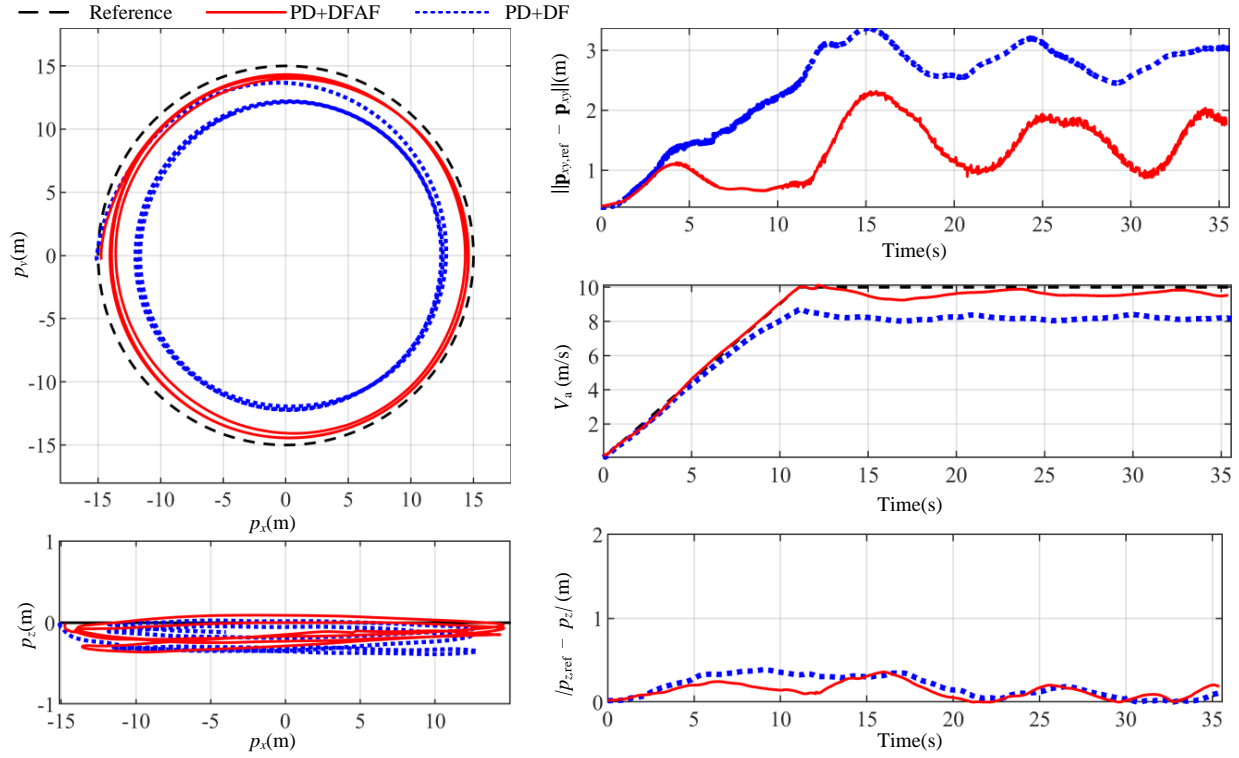 Reference PD+DFAF PD+DF
15
10
5
0
-5
-10
-15
p_y(m)
-15 -10 -5 0 5 10 15
p_x(m)
3
2
1
||p_xy,ref − p_xy||(m)
0 5 10 15 20 25 30 35
Time(s)
10
8
6
4
2
V_a (m/s)
0 5 10 15 20 25 30 35
Time(s)
1
0
-1
p_z(m)
-15 -10 -5 0 5 10
p_x(m)
2
1
0
|p_z,ref − p_z| (m)
0 5 10 15 20 25 30 35
Time(s)